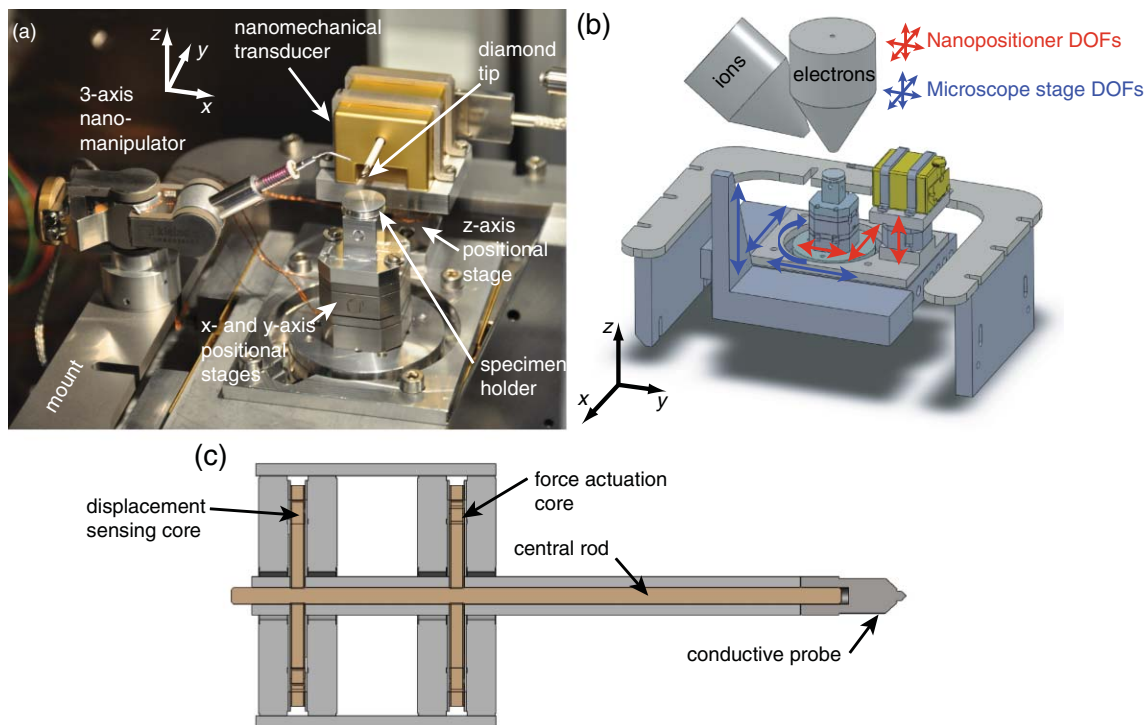 (a)
z
y
x
nanomechanical
transducer
diamond
tip
3-axis
nano-
manipulator
z-axis
positional
stage
x- and y-axis
positional
stages
specimen
holder
mount
(b)
ions
electrons
Nanopositioner DOFs
Microscope stage DOFs
z
x
y
(c)
displacement
sensing core
force actuation
core
central rod
conductive probe